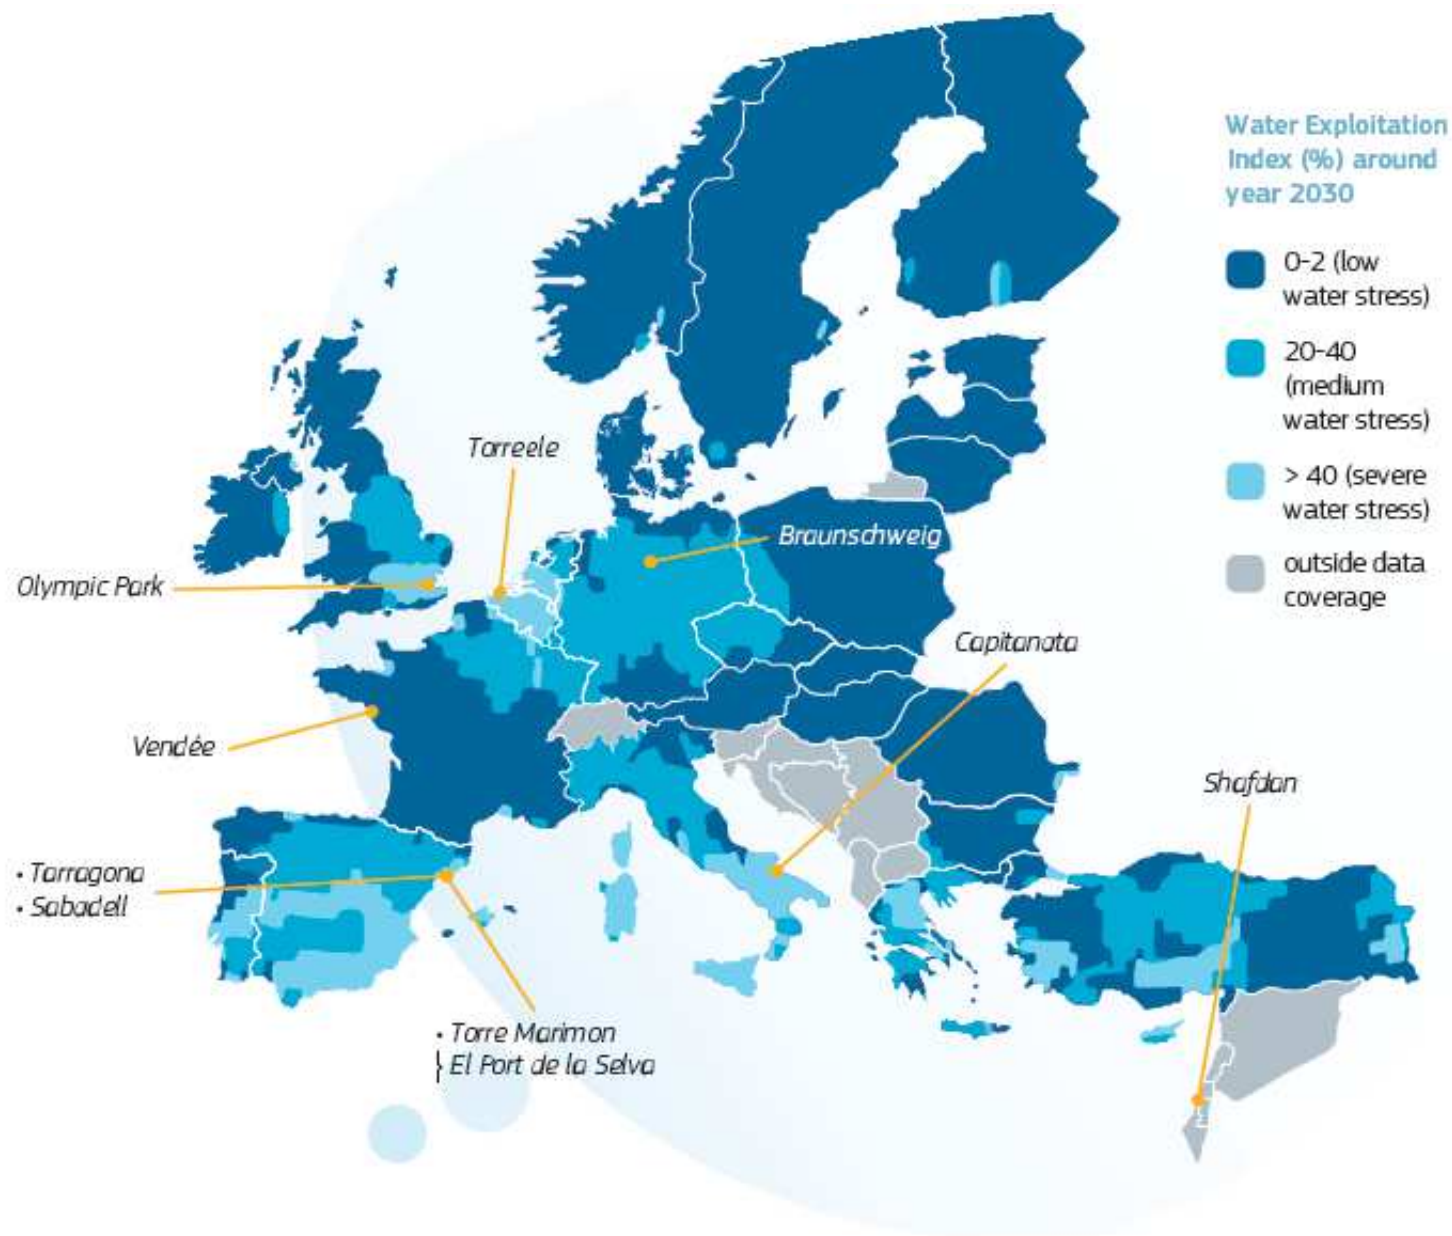 Water Exploitation
Index (%) around
year 2030
0-2 (low
water stress)
20-40
(medium
water stress)
> 40 (severe
water stress)
outside data
coverage
Torreele
Braunschweig
Olympic Park
Capitanata
Vendée
Shafdan
• Tarragona
• Sabadell
• Torre Marimon
} El Port de la Selva